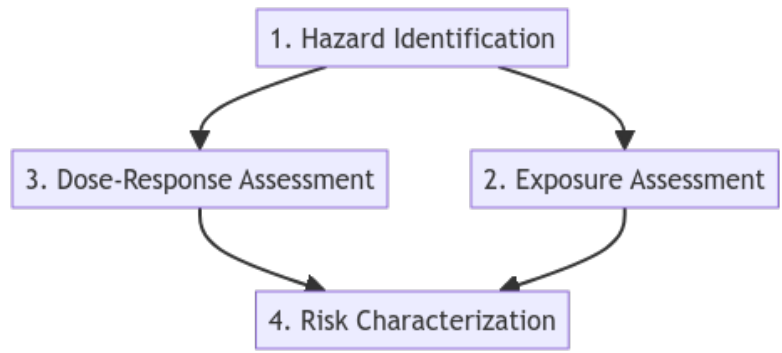 1. Hazard Identification
3. Dose-Response Assessment
2. Exposure Assessment
4. Risk Characterization